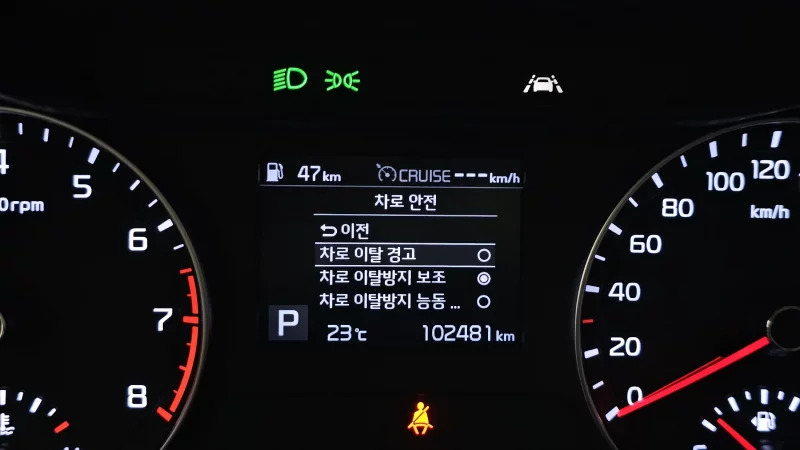 47km CRUISE ---km/h
차로 안전
이전
차로 이탈 경고
차로 이탈방지 보조
차로 이탈방지 능동 ...
P 23℃ 102481 km
4
5
6
7
8
0rpm
0
20
40
60
80
100
120
km/h